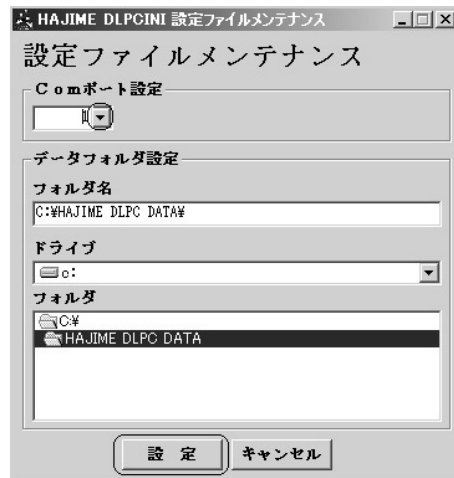 HAJIME DLPCINI 設定ファイルメンテナンス
設定ファイルメンテナンス
Comポート設定
データフォルダ設定
フォルダ名
C:¥HAJIME DLPC DATA¥
ドライブ
c:
フォルダ
C:¥
HAJIME DLPC DATA
設 定
キャンセル